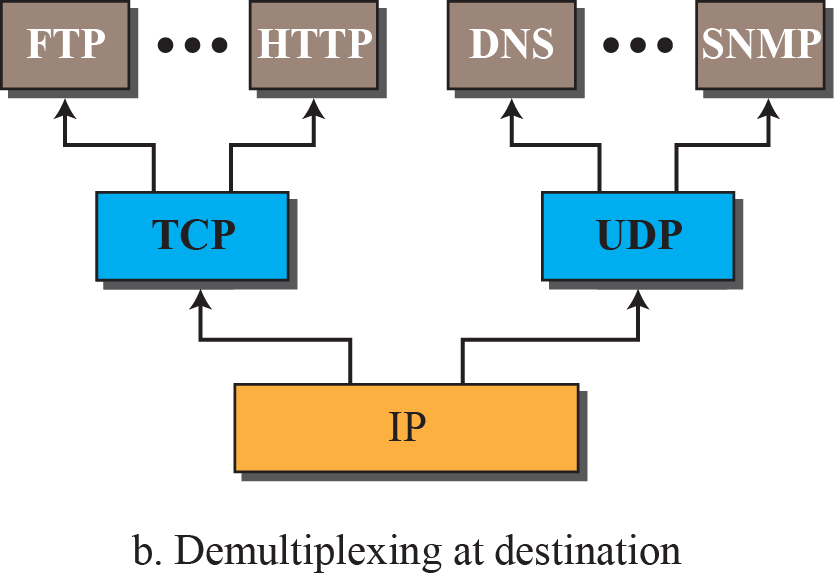 FTP ••• HTTP DNS ••• SNMP
TCP UDP
IP
b. Demultiplexing at destination